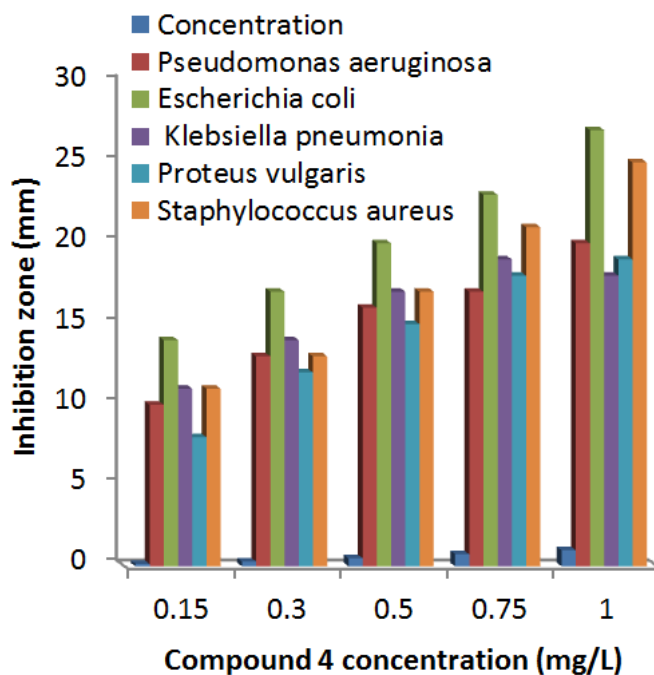 Concentration
Pseudomonas aeruginosa
Escherichia coli
Klebsiella pneumonia
Proteus vulgaris
Staphylococcus aureus
30
25
20
15
10
5
0
Inhibition zone (mm)
0.15 0.3 0.5 0.75 1
Compound 4 concentration (mg/L)